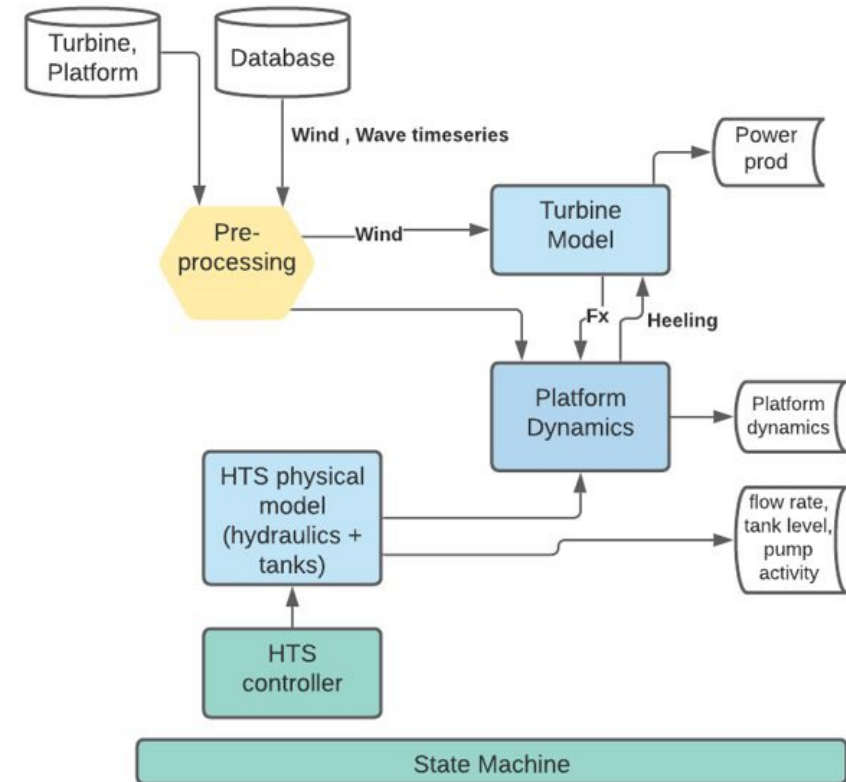 Turbine,
Platform
Database
Wind , Wave timeseries
Power
prod
Pre-
processing
Wind
Turbine
Model
Fx
Heeling
Platform
Dynamics
Platform
dynamics
HTS physical
model
(hydraulics +
tanks)
flow rate,
tank level,
pump
activity
HTS
controller
State Machine